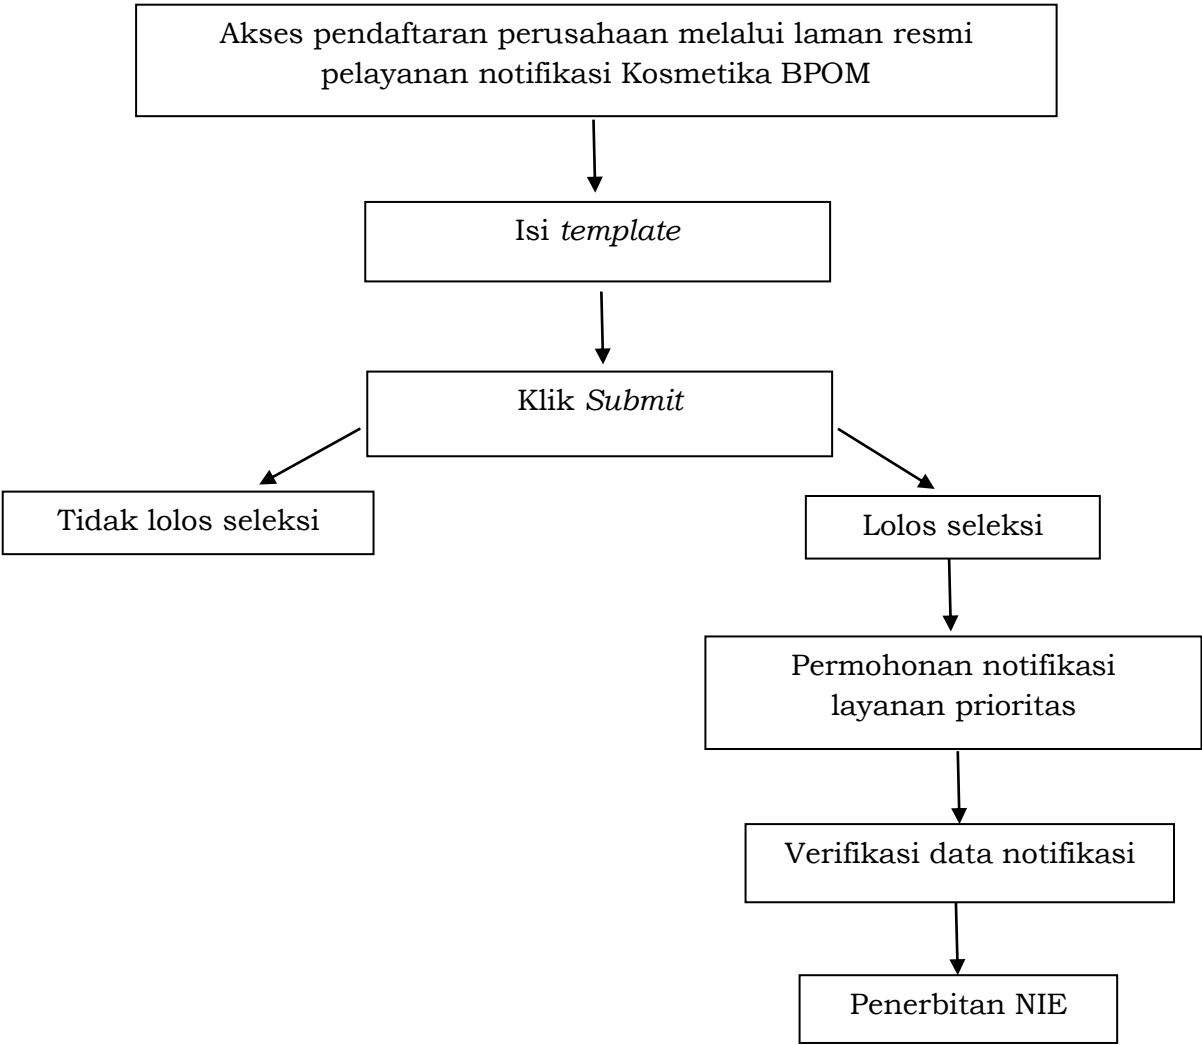 Akses pendaftaran perusahaan melalui laman resmi
pelayanan notifikasi Kosmetika BPOM
Isi template
Klik Submit
Tidak lolos seleksi
Lolos seleksi
Permohonan notifikasi
layanan prioritas
Verifikasi data notifikasi
Penerbitan NIE